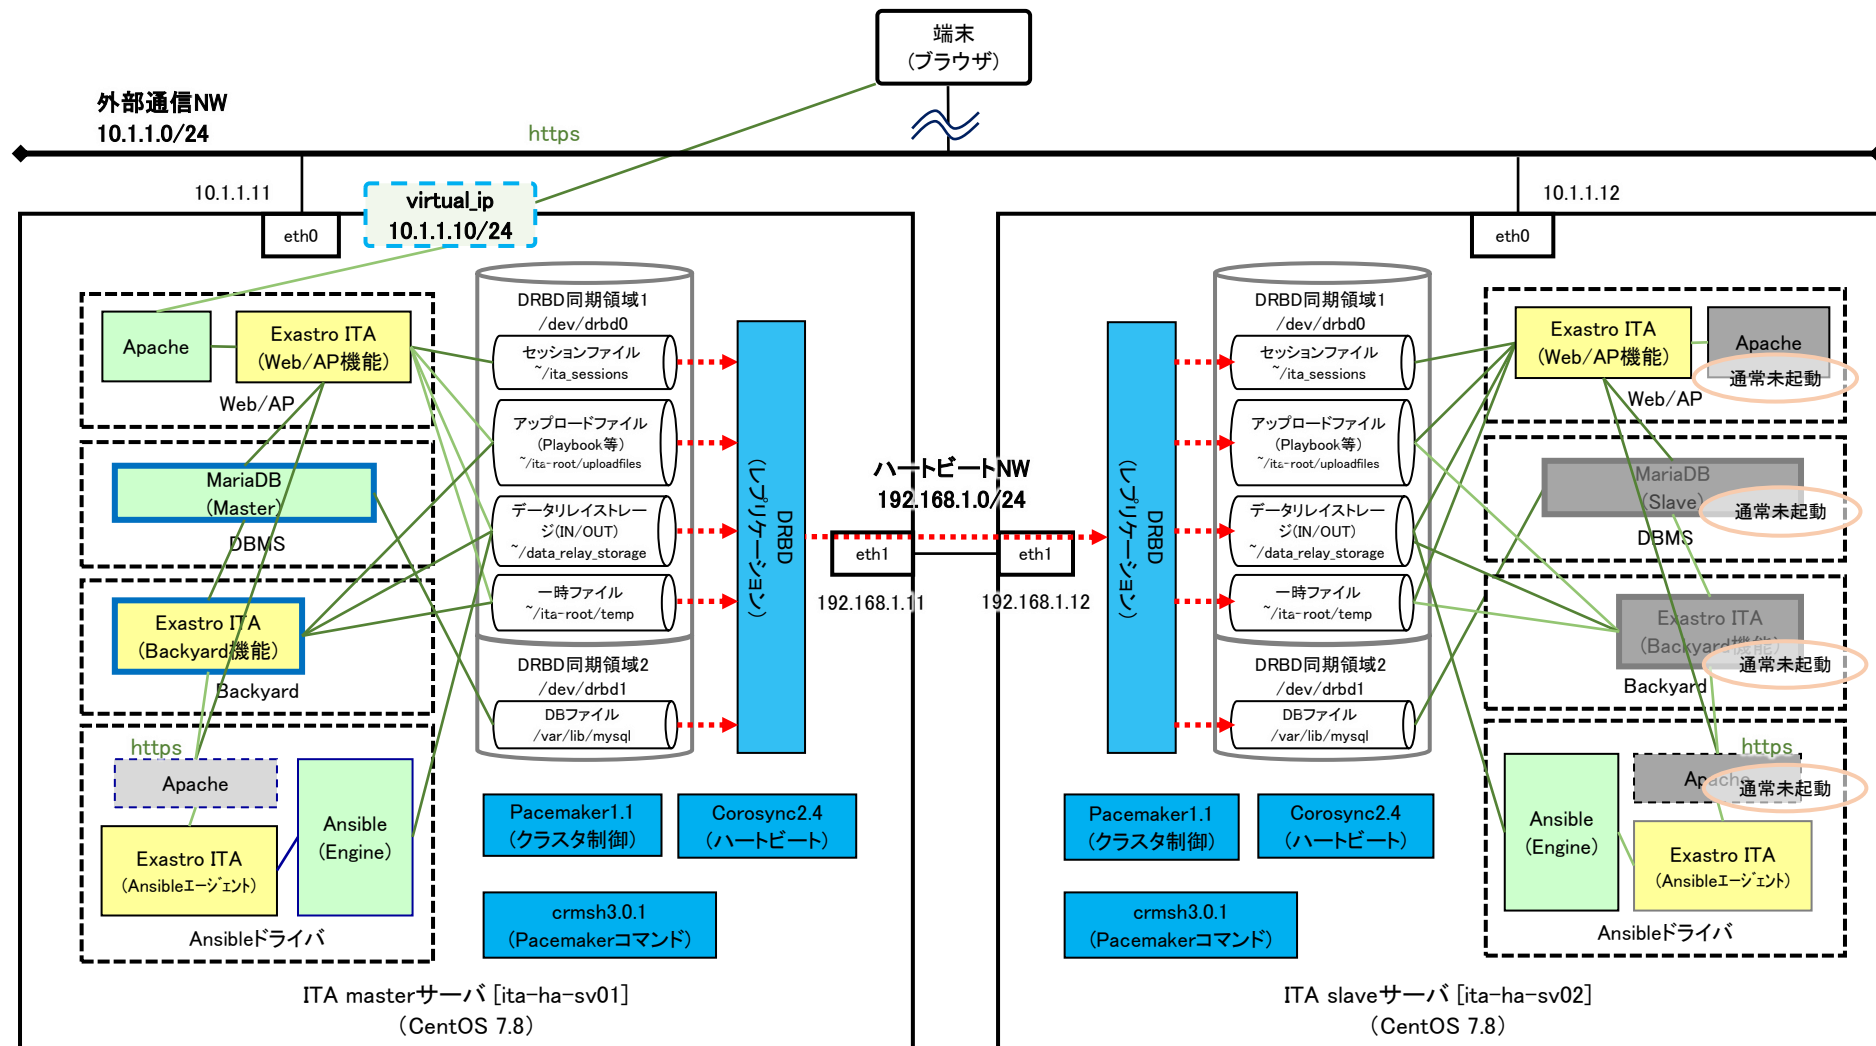 端末
(ブラウザ)
外部通信NW
10.1.1.0/24
https
10.1.1.11
virtual_ip
10.1.1.10/24
10.1.1.12
eth0
eth0
Apache
Exastro ITA
(Web/AP機能)
Web/AP
MariaDB
(Master)
DBMS
Exastro ITA
(Backyard機能)
Backyard
https
Apache
Exastro ITA
(Ansibleエージェント)
Ansible
(Engine)
Ansibleドライバ
DRBD同期領域1
/dev/drbd0
セッションファイル
~/ita_sessions
アップロードファイル
(Playbook等)
~/ita-root/uploadfiles
データリレイストレー
ジ(IN/OUT)
~/data_relay_storage
一時ファイル
~/ita-root/temp
DRBD同期領域2
/dev/drbd1
DBファイル
/var/lib/mysql
DRBD
(レプリケーション)
Pacemaker1.1
(クラスタ制御)
Corosync2.4
(ハートビート)
crmsh3.0.1
(Pacemakerコマンド)
ITA masterサーバ [ita-ha-sv01]
(CentOS 7.8)
ハートビートNW
192.168.1.0/24
eth1
eth1
192.168.1.11
192.168.1.12
DRBD
(レプリケーション)
DRBD同期領域1
/dev/drbd0
セッションファイル
~/ita_sessions
アップロードファイル
(Playbook等)
~/ita-root/uploadfiles
データリレイストレー
ジ(IN/OUT)
~/data_relay_storage
一時ファイル
~/ita-root/temp
DRBD同期領域2
/dev/drbd1
DBファイル
/var/lib/mysql
Pacemaker1.1
(クラスタ制御)
Corosync2.4
(ハートビート)
crmsh3.0.1
(Pacemakerコマンド)
Exastro ITA
(Web/AP機能)
Apache
通常未起動
Web/AP
MariaDB
(Slave)
通常未起動
DBMS
Exastro ITA
(Backyard機能)
通常未起動
Backyard
https
Apache
通常未起動
Ansible
(Engine)
Exastro ITA
(Ansibleエージェント)
Ansibleドライバ
ITA slaveサーバ [ita-ha-sv02]
(CentOS 7.8)